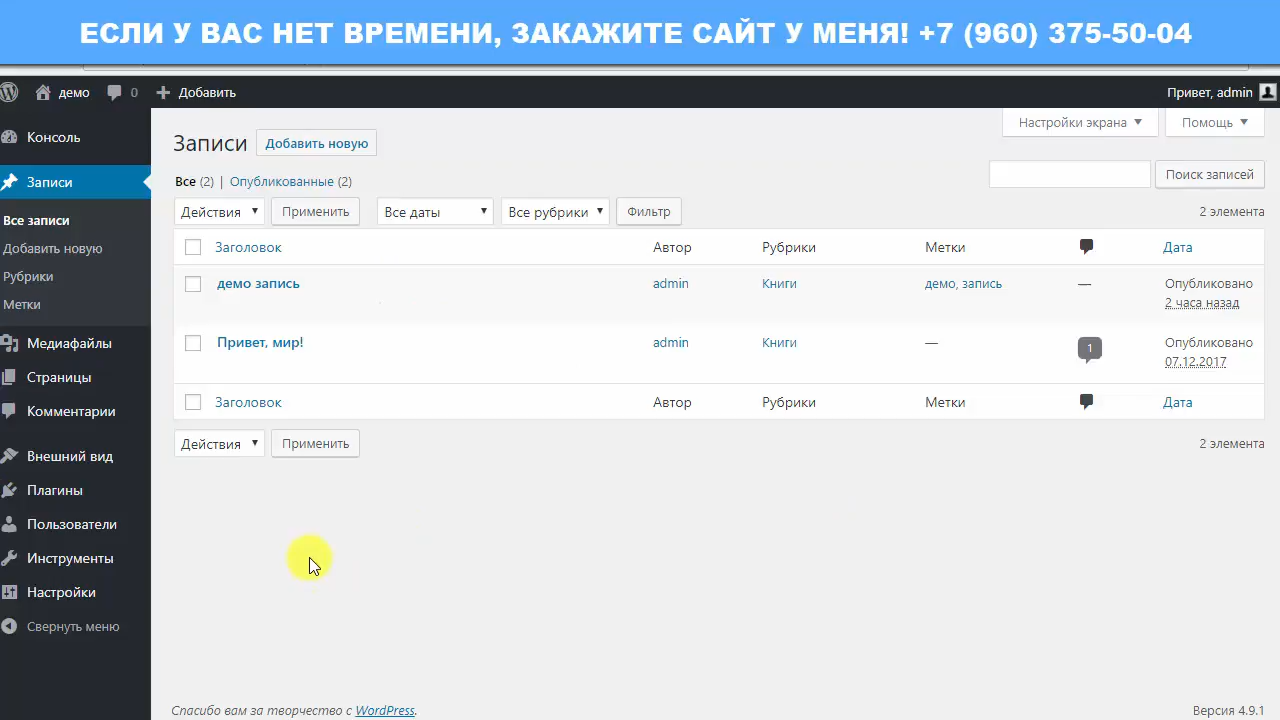 ЕСЛИ У ВАС НЕТ ВРЕМЕНИ, ЗАКАЖИТЕ САЙТ У МЕНЯ! +7 (960) 375-50-04
демо 0 Добавить Привет, admin
Настройки экрана Помощь
Консоль
Записи
Все записи
Добавить новую
Рубрики
Метки
Медиафайлы
Страницы
Комментарии
Внешний вид
Плагины
Пользователи
Инструменты
Настройки
Свернуть меню
Записи Добавить новую
Все (2) | Опубликованные (2)
Поиск записей
Действия Применить Все даты Все рубрики Фильтр 2 элемента
Заголовок Автор Рубрики Метки Дата
демо запись admin Книги демо, запись — Опубликовано
2 часа назад
Привет, мир! admin Книги — 1 Опубликовано
07.12.2017
Заголовок Автор Рубрики Метки Дата
Действия Применить 2 элемента
Спасибо вам за творчество с WordPress. Версия 4.9.1